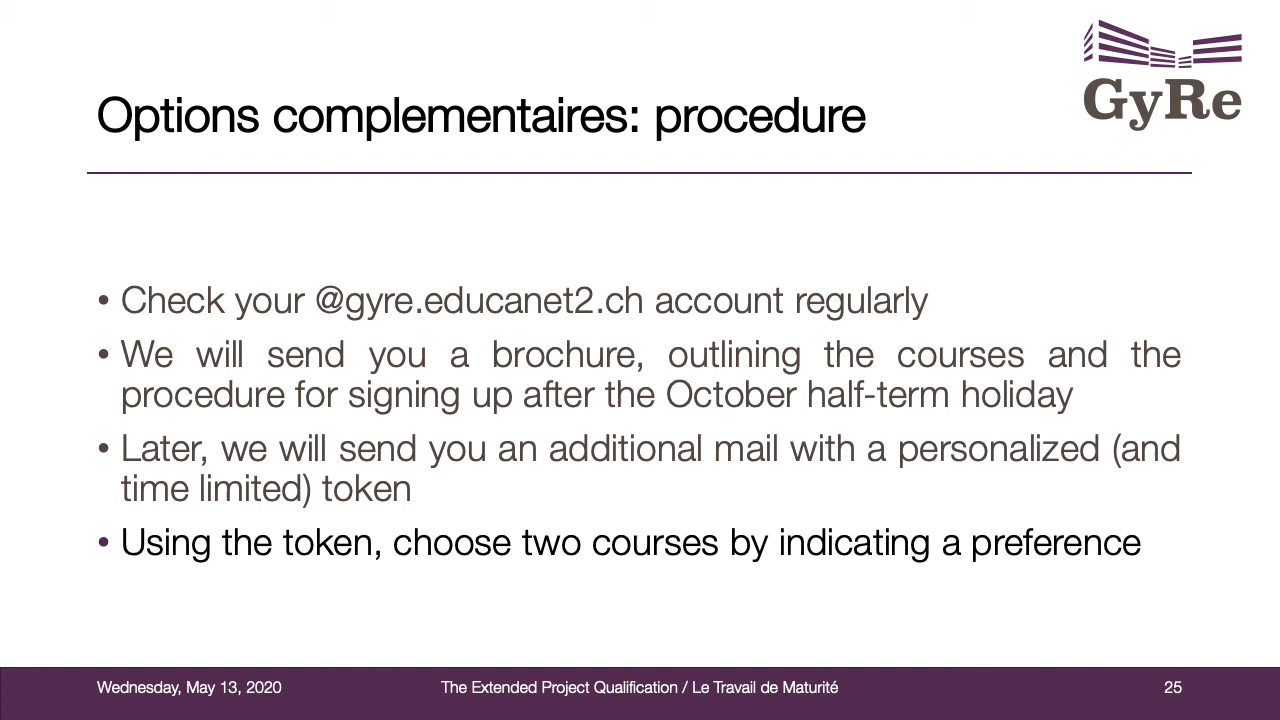 GyRe
Options complementaires: procedure
• Check your @gyre.educanet2.ch account regularly
• We will send you a brochure, outlining the courses and the
procedure for signing up after the October half-term holiday
• Later, we will send you an additional mail with a personalized (and
time limited) token
• Using the token, choose two courses by indicating a preference
Wednesday, May 13, 2020
The Extended Project Qualification / Le Travail de Maturité
25